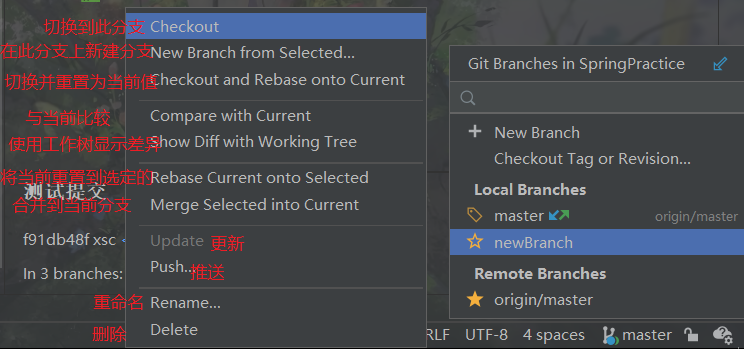 切换到此分支 Checkout
在此分支上新建分支 New Branch from Selected...
切换并重置为当前值 Checkout and Rebase onto Current
与当前比较 Compare with Current
使用工作树显示差异 Show Diff with Working Tree
将当前重置到选定的 Rebase Current onto Selected
测试提交
合并到当前分支 Merge Selected into Current
Update 更新
f91db48f xsc <
Push... 推送
In 3 branches:
重命名 Rename...
删除 Delete
Git Branches in SpringPractice
New Branch
Checkout Tag or Revision...
Local Branches
master origin/master
newBranch
Remote Branches
origin/master
RLF UTF-8 4 spaces master